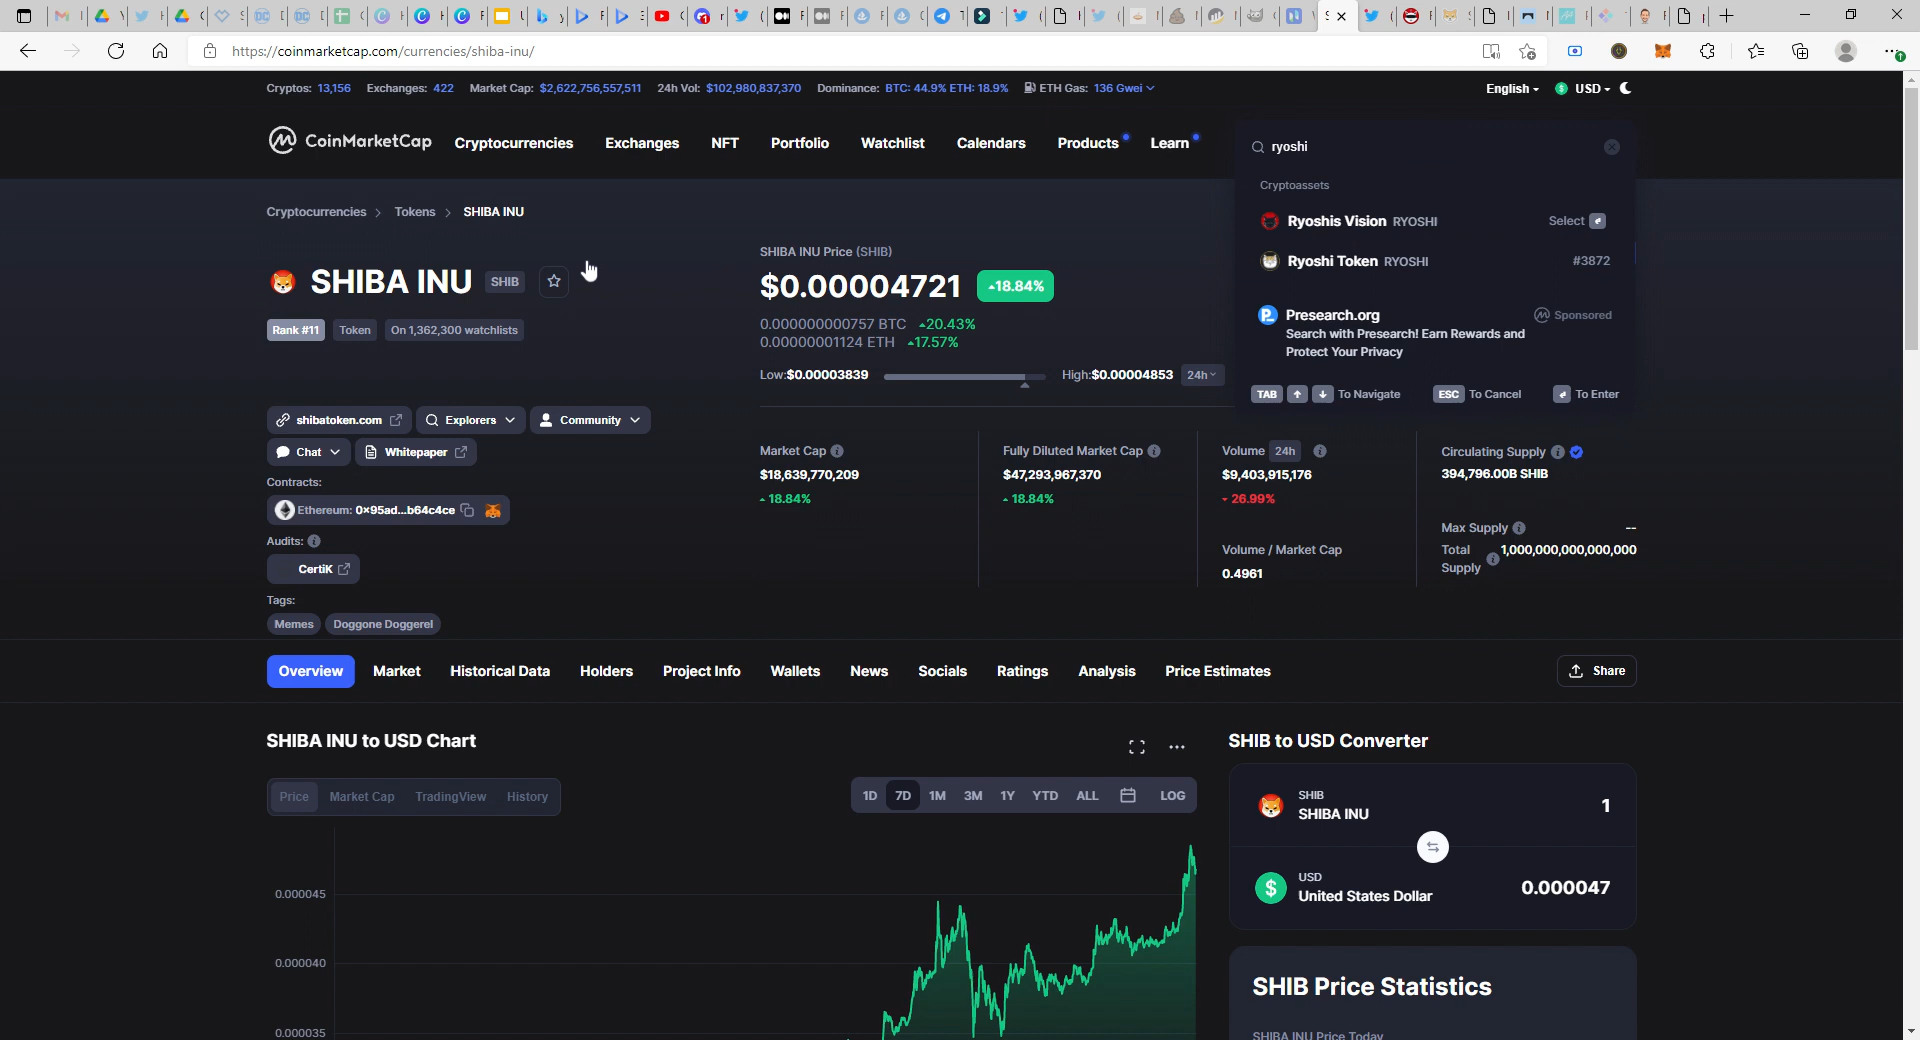 https://coinmarketcap.com/currencies/shiba-inu/
Cryptos: 13,156 Exchanges: 422 Market Cap: $2,622,756,557,511 24h Vol: $102,980,837,370 Dominance: BTC: 44.9% ETH: 18.9% ETH Gas: 136 Gwei
English USD
CoinMarketCap Cryptocurrencies Exchanges NFT Portfolio Watchlist Calendars Products Learn
ryoshi
Cryptoassets
Ryoshis Vision RYOSHI Select
Ryoshi Token RYOSHI #3872
Presearch.org Sponsored
Search with Presearch! Earn Rewards and
Protect Your Privacy
TAB To Navigate ESC To Cancel To Enter
Cryptocurrencies > Tokens > SHIBA INU
SHIBA INU SHIB
Rank #11 Token On 1,362,300 watchlists
SHIBA INU Price (SHIB)
$0.00004721 18.84%
0.000000000757 BTC 20.43%
0.00000001124 ETH 17.57%
Low:$0.00003839 High:$0.00004853 24h
shibatoken.com Explorers Community
Chat Whitepaper
Contracts:
Ethereum: 0x95ad...b64c4ce
Audits:
CertiK
Tags:
Memes Doggone Doggerel
Market Cap
$18,639,770,209
18.84%
Fully Diluted Market Cap
$47,293,967,370
18.84%
Volume 24h
$9,403,915,176
26.99%
Volume / Market Cap
0.4961
Circulating Supply
394,796.00B SHIB
Max Supply --
Total Supply 1,000,000,000,000,000
Overview Market Historical Data Holders Project Info Wallets News Socials Ratings Analysis Price Estimates Share
SHIBA INU to USD Chart
Price Market Cap TradingView History
1D 7D 1M 3M 1Y YTD ALL LOG
0.000045
0.000040
0.000035
SHIB to USD Converter
SHIB
SHIBA INU 1
USD
United States Dollar 0.000047
SHIB Price Statistics
SHIBA INU Price Today